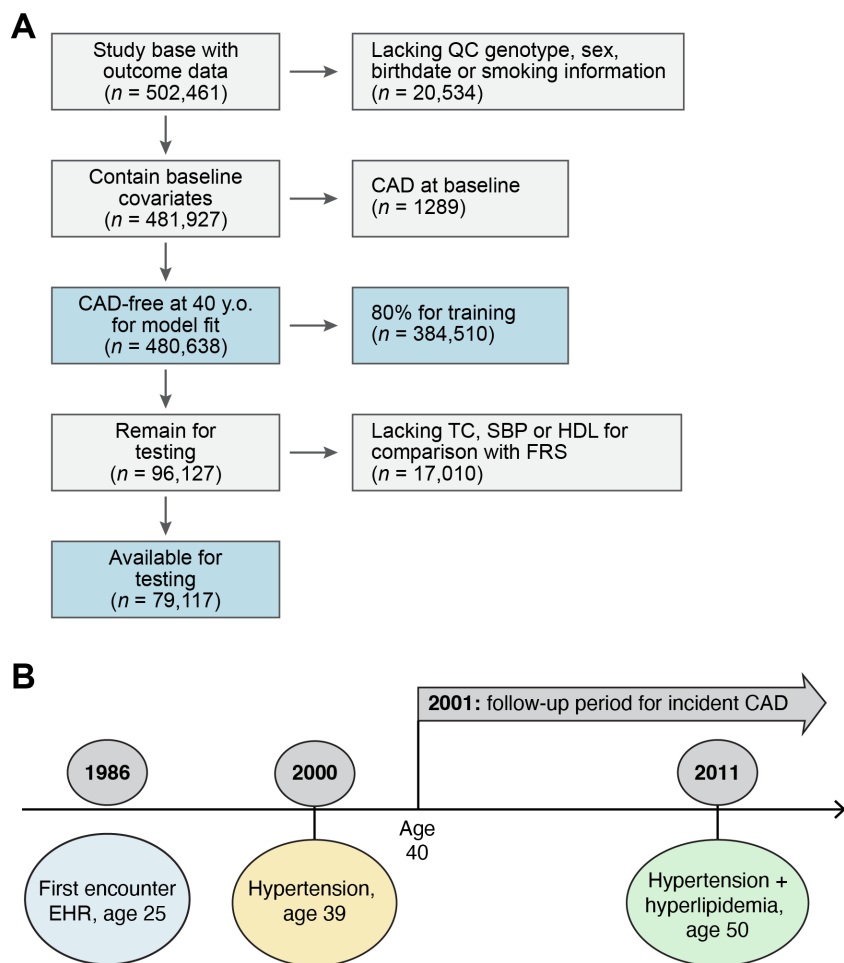 A
Study base with
outcome data
(n = 502,461)
Lacking QC genotype, sex,
birthdate or smoking information
(n = 20,534)
Contain baseline
covariates
(n = 481,927)
CAD at baseline
(n = 1289)
CAD-free at 40 y.o.
for model fit
(n = 480,638)
80% for training
(n = 384,510)
Remain for
testing
(n = 96,127)
Lacking TC, SBP or HDL for
comparison with FRS
(n = 17,010)
Available for
testing
(n = 79,117)
B
2001: follow-up period for incident CAD
1986
2000
2011
Age
40
First encounter
EHR, age 25
Hypertension,
age 39
Hypertension +
hyperlipidemia,
age 50